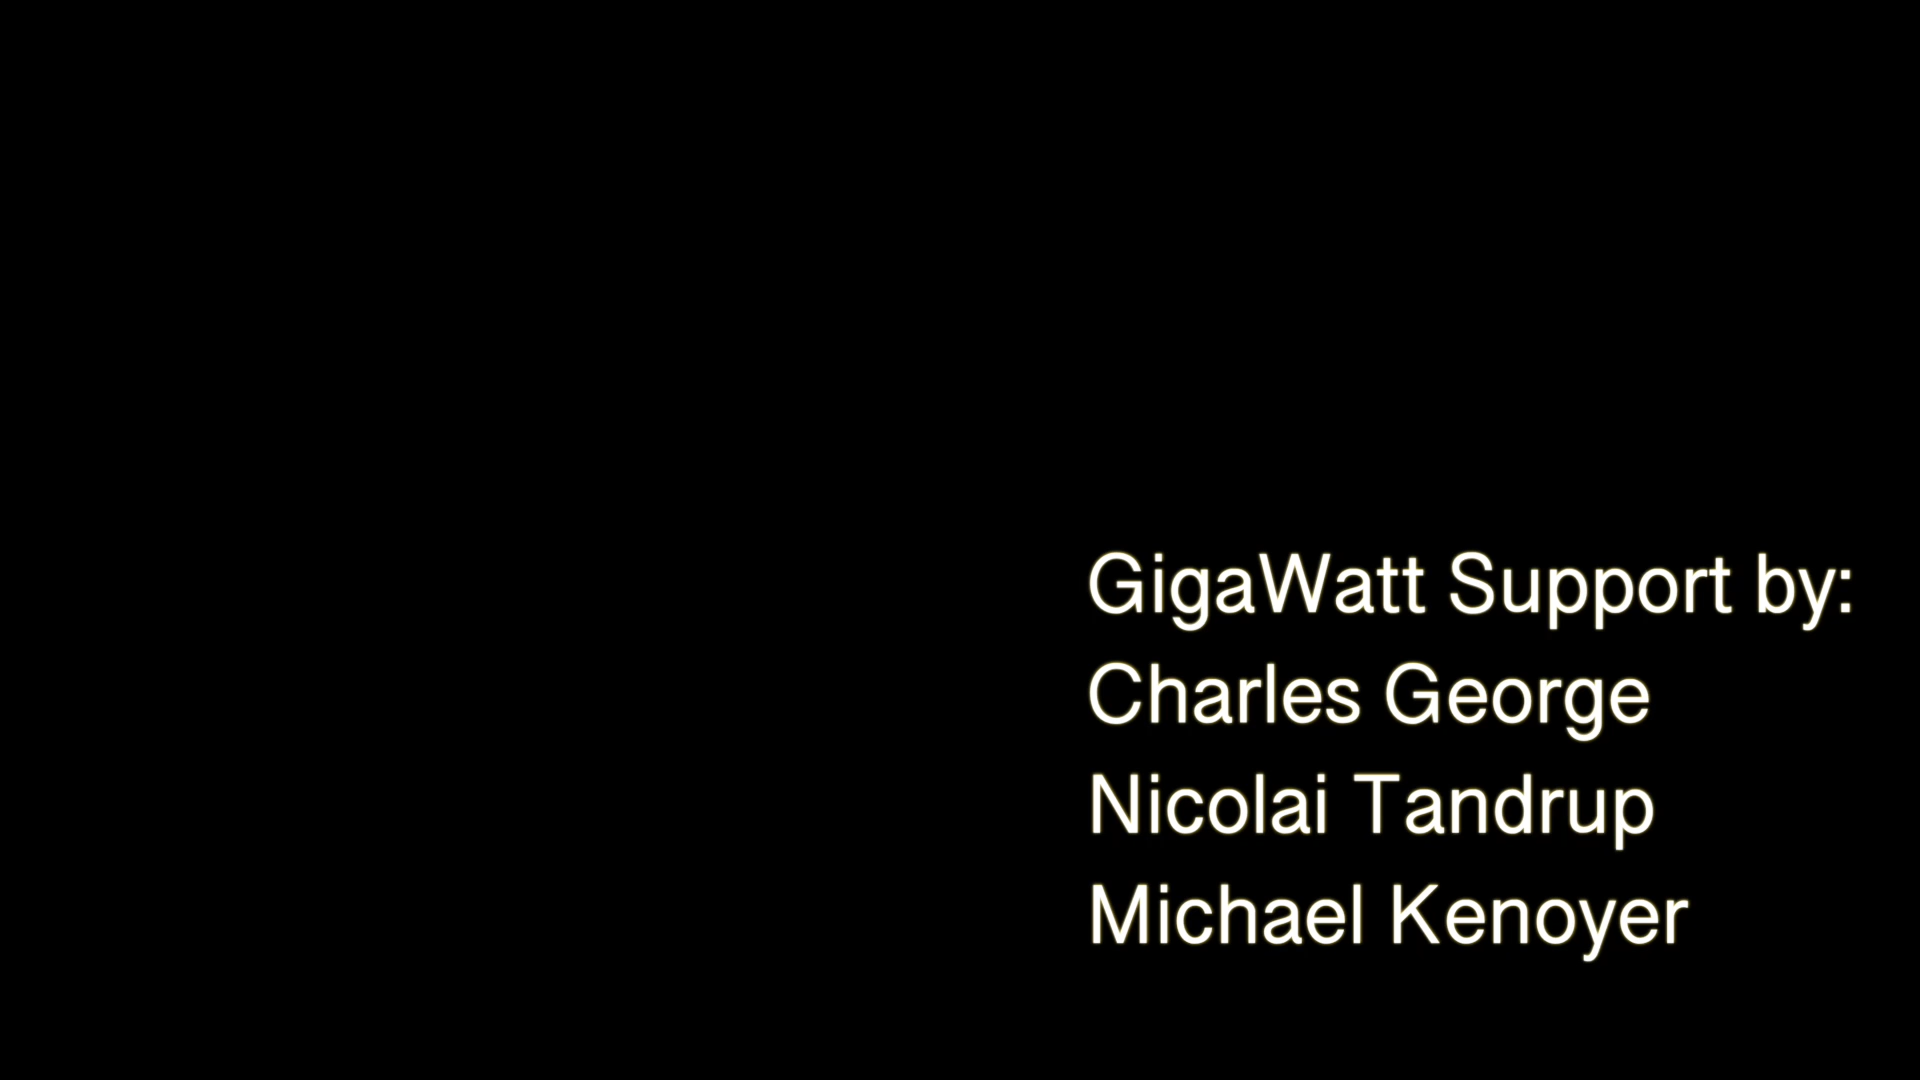 GigaWatt Support by:
Charles George
Nicolai Tandrup
Michael Kenoyer